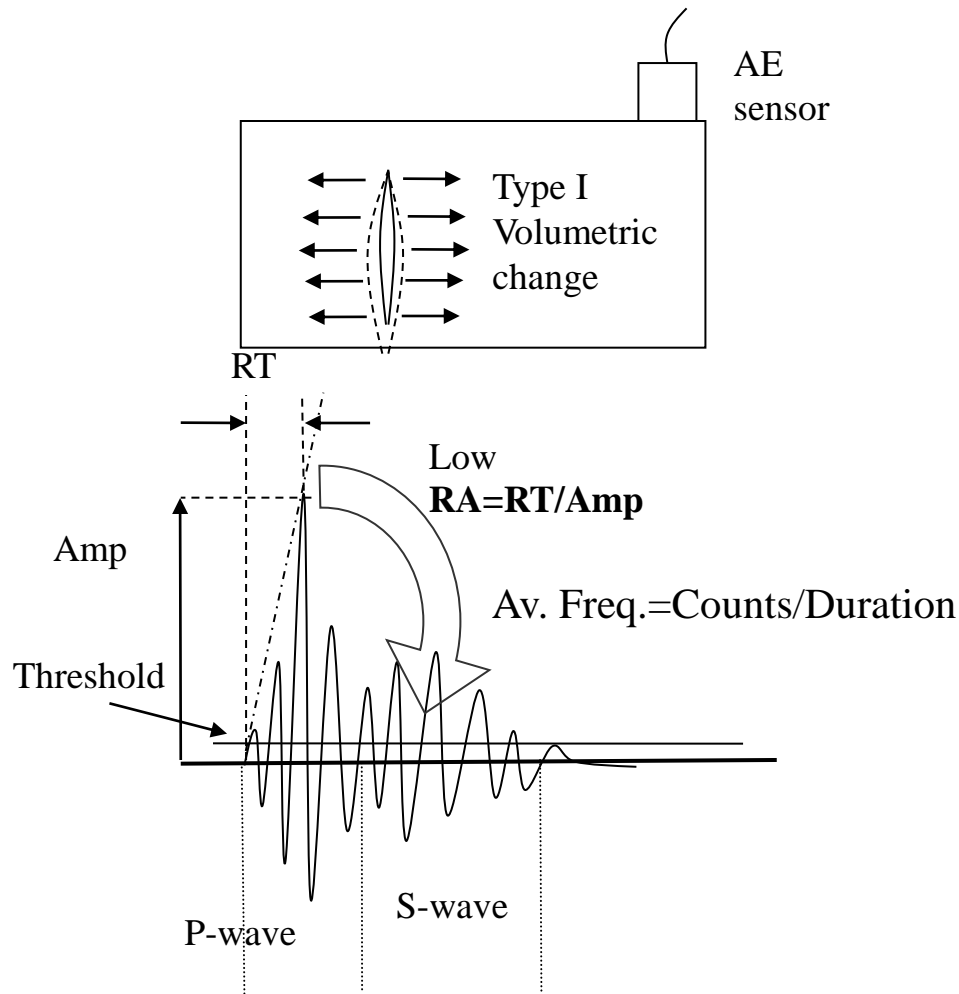 AE
sensor
Type I
Volumetric
change
RT
Low
RA=RT/Amp
Amp
Av. Freq.=Counts/Duration
Threshold
S-wave
P-wave